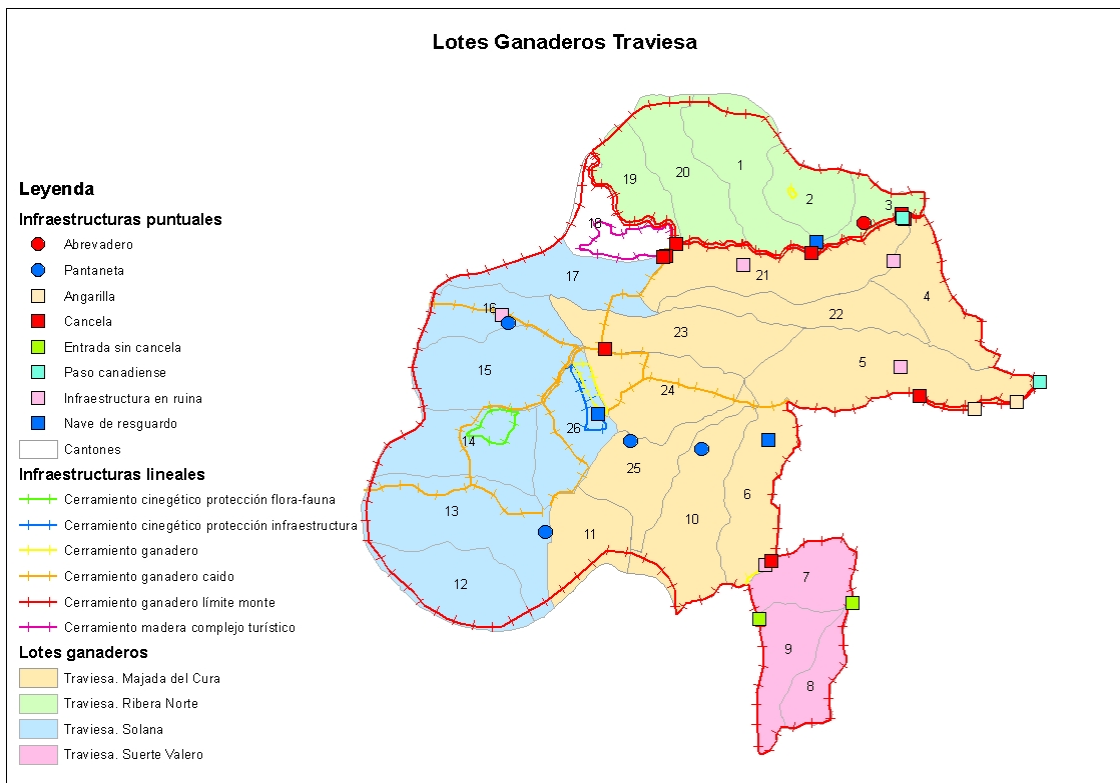 Lotes Ganaderos Traviesa
Leyenda
Infraestructuras puntuales
Abrevadero
Pantaneta
Angarilla
Cancela
Entrada sin cancela
Paso canadiense
Infraestructura en ruina
Nave de resguardo
Cantones
Infraestructuras lineales
Cerramiento cinegético protección flora-fauna
Cerramiento cinegético protección infraestructura
Cerramiento ganadero
Cerramiento ganadero caido
Cerramiento ganadero límite monte
Cerramiento madera complejo turístico
Lotes ganaderos
Traviesa. Majada del Cura
Traviesa. Ribera Norte
Traviesa. Solana
Traviesa. Suerte Valero
1
20
19
2
3
18
17
21
4
16
22
23
15
5
24
26
14
25
6
13
10
11
12
7
9
8